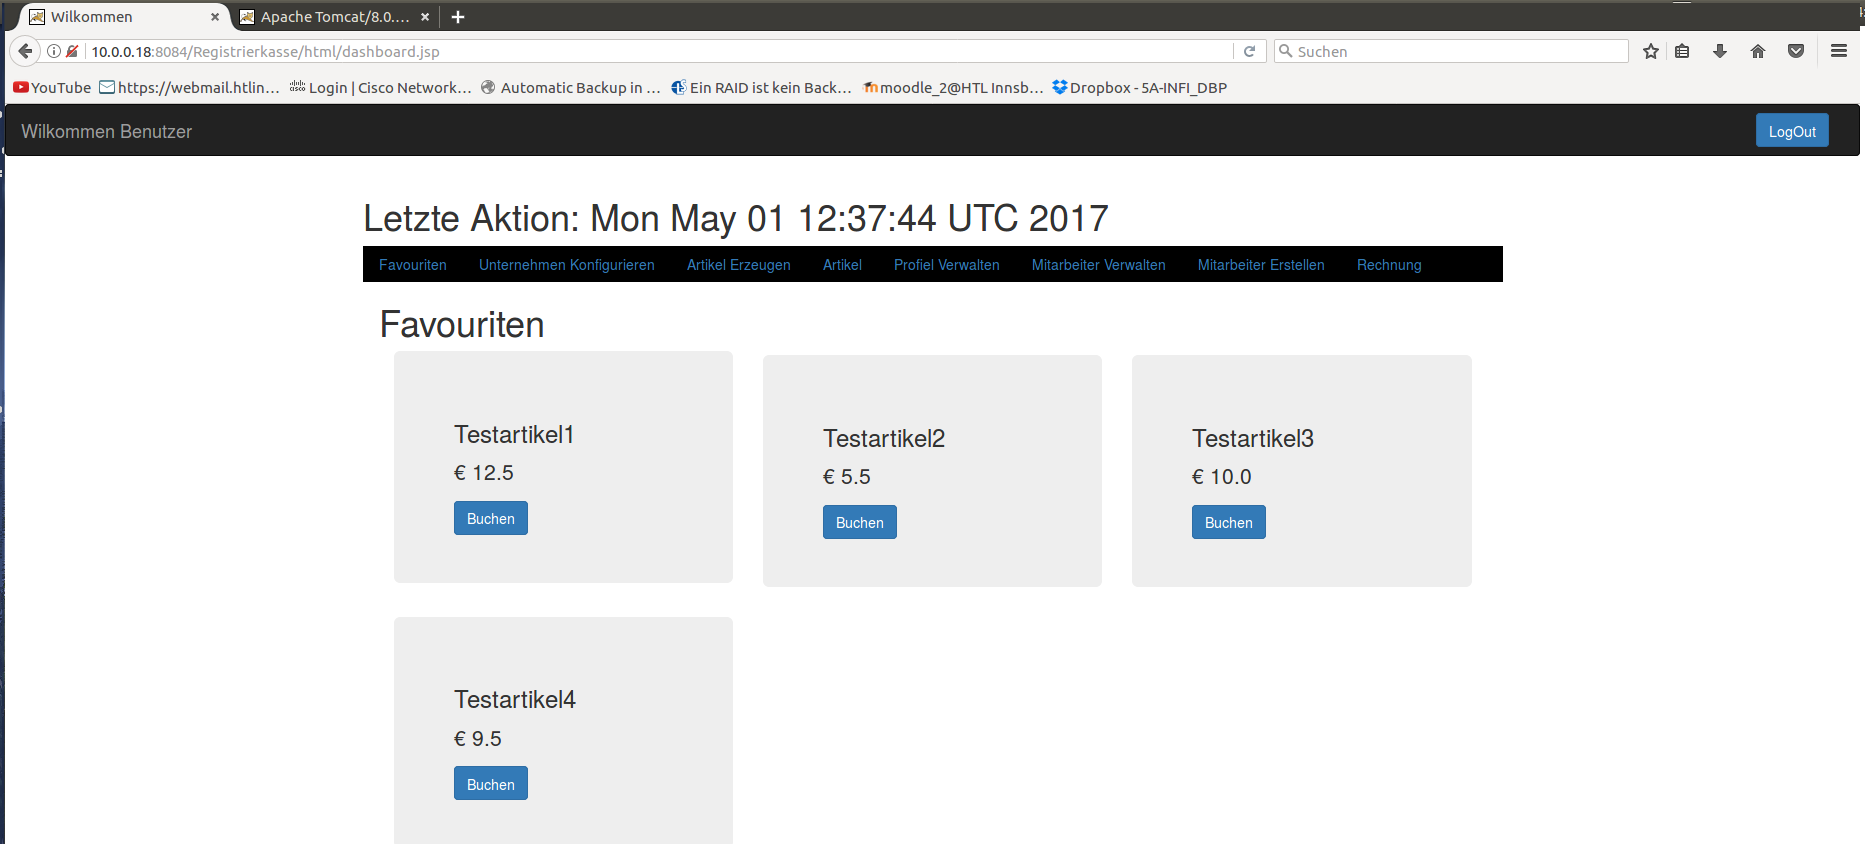 Wilkommen
Apache Tomcat/8.0....
10.0.0.18:8084/Registrierkasse/html/dashboard.jsp
Suchen
YouTube https://webmail.htlin... Login | Cisco Network... Automatic Backup in ... Ein RAID ist kein Back... moodle_2@HTL Innsb... Dropbox - 5A-INFI_DBP
Wilkommen Benutzer
LogOut
Letzte Aktion: Mon May 01 12:37:44 UTC 2017
Favouriten Unternehmen Konfigurieren Artikel Erzeugen Artikel Profiel Verwalten Mitarbeiter Verwalten Mitarbeiter Erstellen Rechnung
Favouriten
Testartikel1
€ 12.5
Buchen
Testartikel2
€ 5.5
Buchen
Testartikel3
€ 10.0
Buchen
Testartikel4
€ 9.5
Buchen